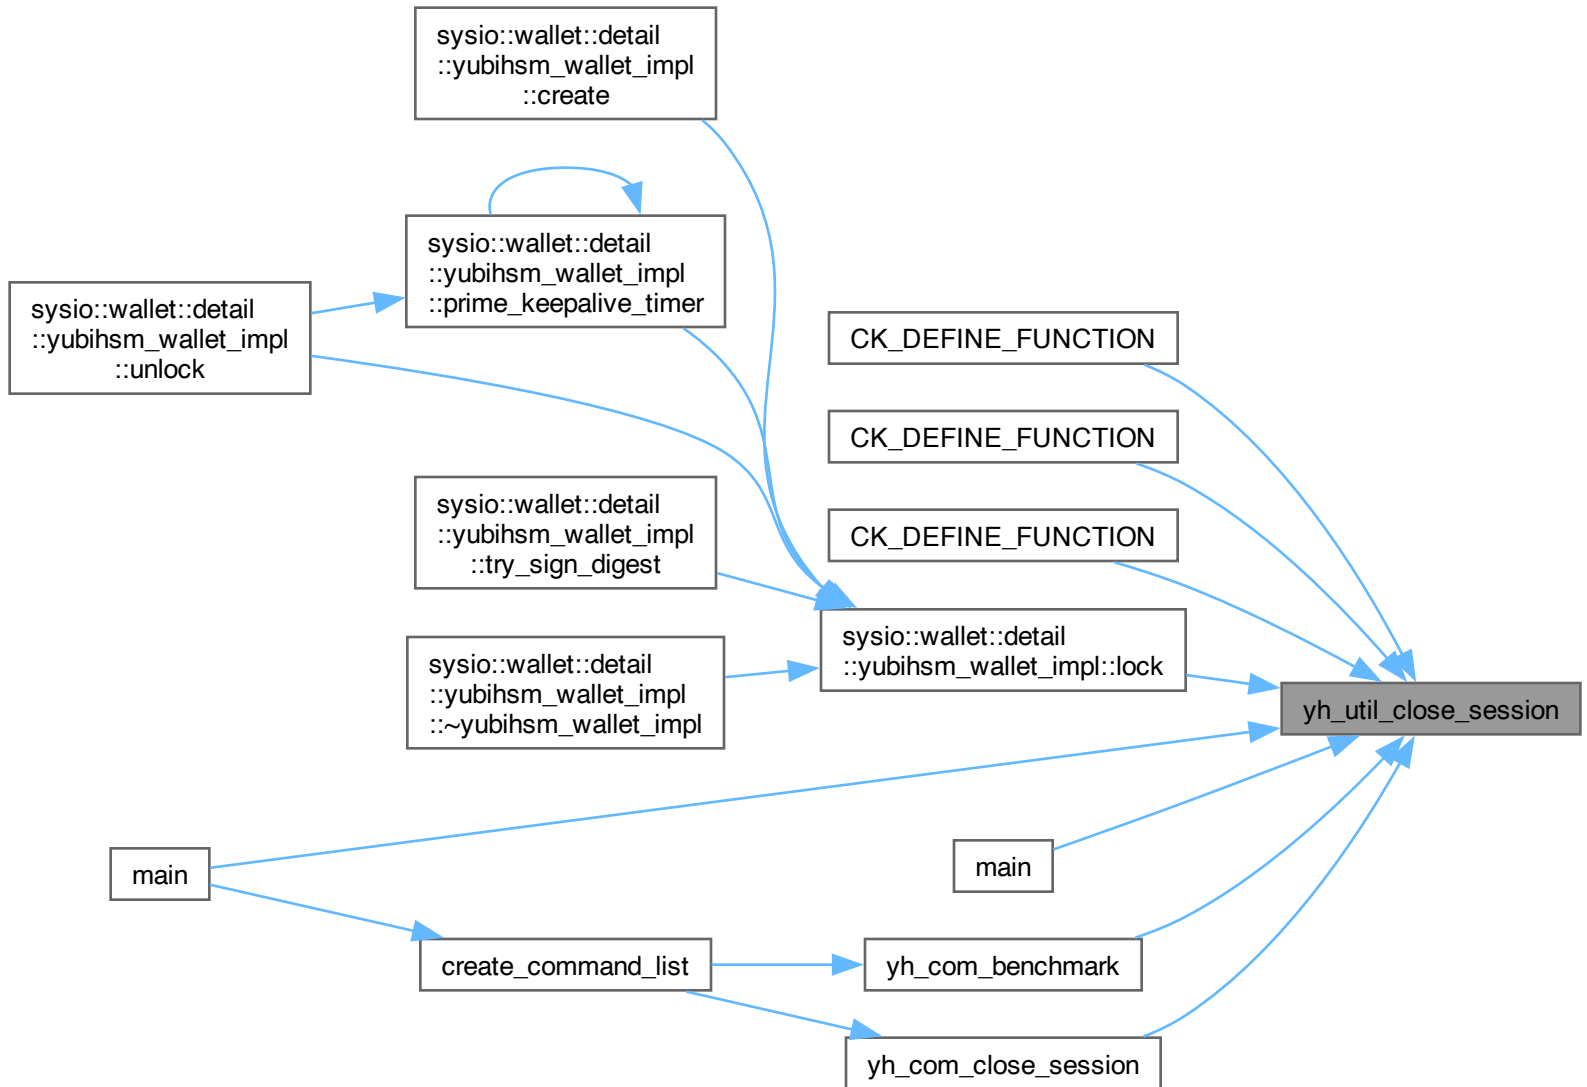 sysio::wallet::detail
::yubihsm_wallet_impl
::create
sysio::wallet::detail
::yubihsm_wallet_impl
::prime_keepalive_timer
sysio::wallet::detail
::yubihsm_wallet_impl
::unlock
CK_DEFINE_FUNCTION
CK_DEFINE_FUNCTION
sysio::wallet::detail
::yubihsm_wallet_impl
::try_sign_digest
CK_DEFINE_FUNCTION
sysio::wallet::detail
::yubihsm_wallet_impl::lock
sysio::wallet::detail
::yubihsm_wallet_impl
::~yubihsm_wallet_impl
yh_util_close_session
main
main
create_command_list
yh_com_benchmark
yh_com_close_session